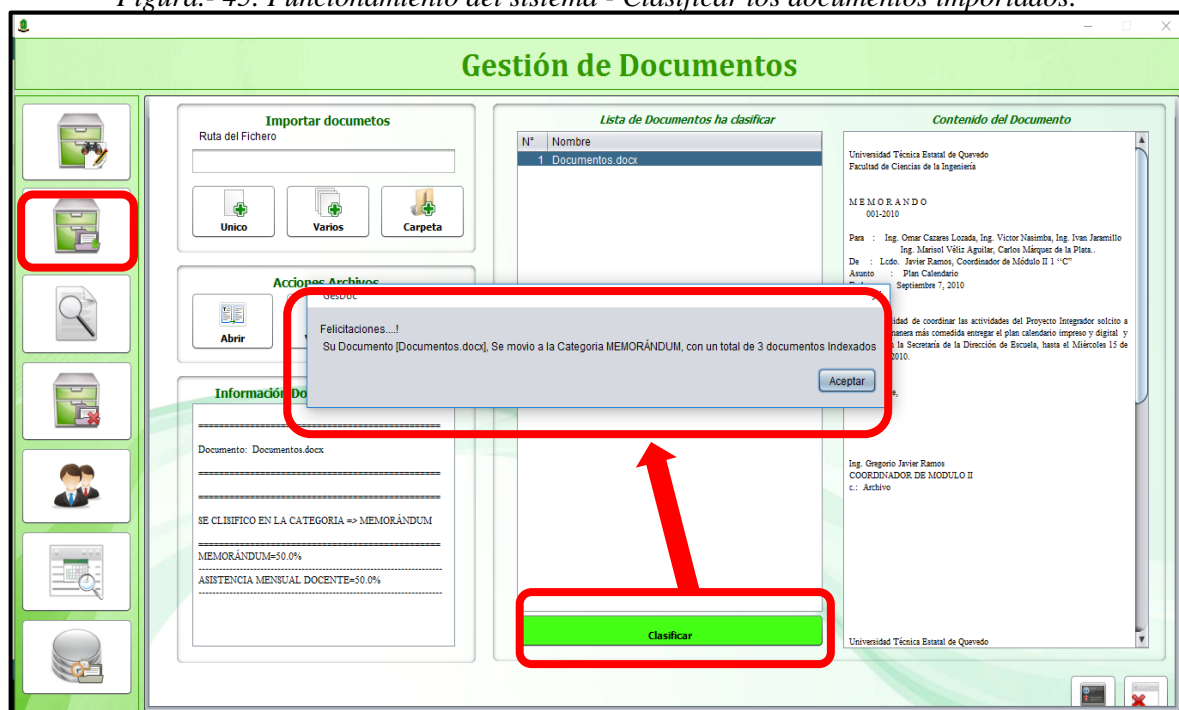 Figura.- 45. Funcionamiento del sistema - Clasificar los documentos importados.
Gestión de Documentos
Importar documetos
Ruta del Fichero
Unico
Varios
Carpeta
Acciones Archivos
Abrir
Información Do
=============================================
Documento: Documentos.docx
=============================================
=============================================
SE CLISIFICO EN LA CATEGORIA => MEMORÁNDUM
=============================================
MEMORÁNDUM=50.0%
ASISTENCIA MENSUAL DOCENTE=50.0%
Lista de Documentos ha clasificar
N° Nombre
1 Documentos.docx
GesDoc
Felicitaciones....!
Su Documento [Documentos.docx], Se movio a la Categoria MEMORÁNDUM, con un total de 3 documentos Indexados
Aceptar
Clasificar
Contenido del Documento
Universidad Técnica Estatal de Quevedo
Facultad de Ciencias de la Ingeniería
M E M O R A N D O
001-2010
Para : Ing. Omar Cazares Lozada, Ing. Victor Nasimba, Ing. Ivan Jaramillo
Ing. Marisol Véliz Aguilar, Carlos Márquez de la Plata..
De : Lcdo. Javier Ramos, Coordinador de Módulo II 1 “C”
Asunto : Plan Calendario
Septiembre 7, 2010
idad de coordinar las actividades del Proyecto Integrador solcito a
manera más comedida entregar el plan calendario impreso y digital y
la Secretaría de la Dirección de Escuela, hasta el Miércoles 15 de
2010.
e,
Ing. Gregorio Javier Ramos
COORDINADOR DE MODULO II
c.: Archivo
Universidad Técnica Estatal de Quevedo